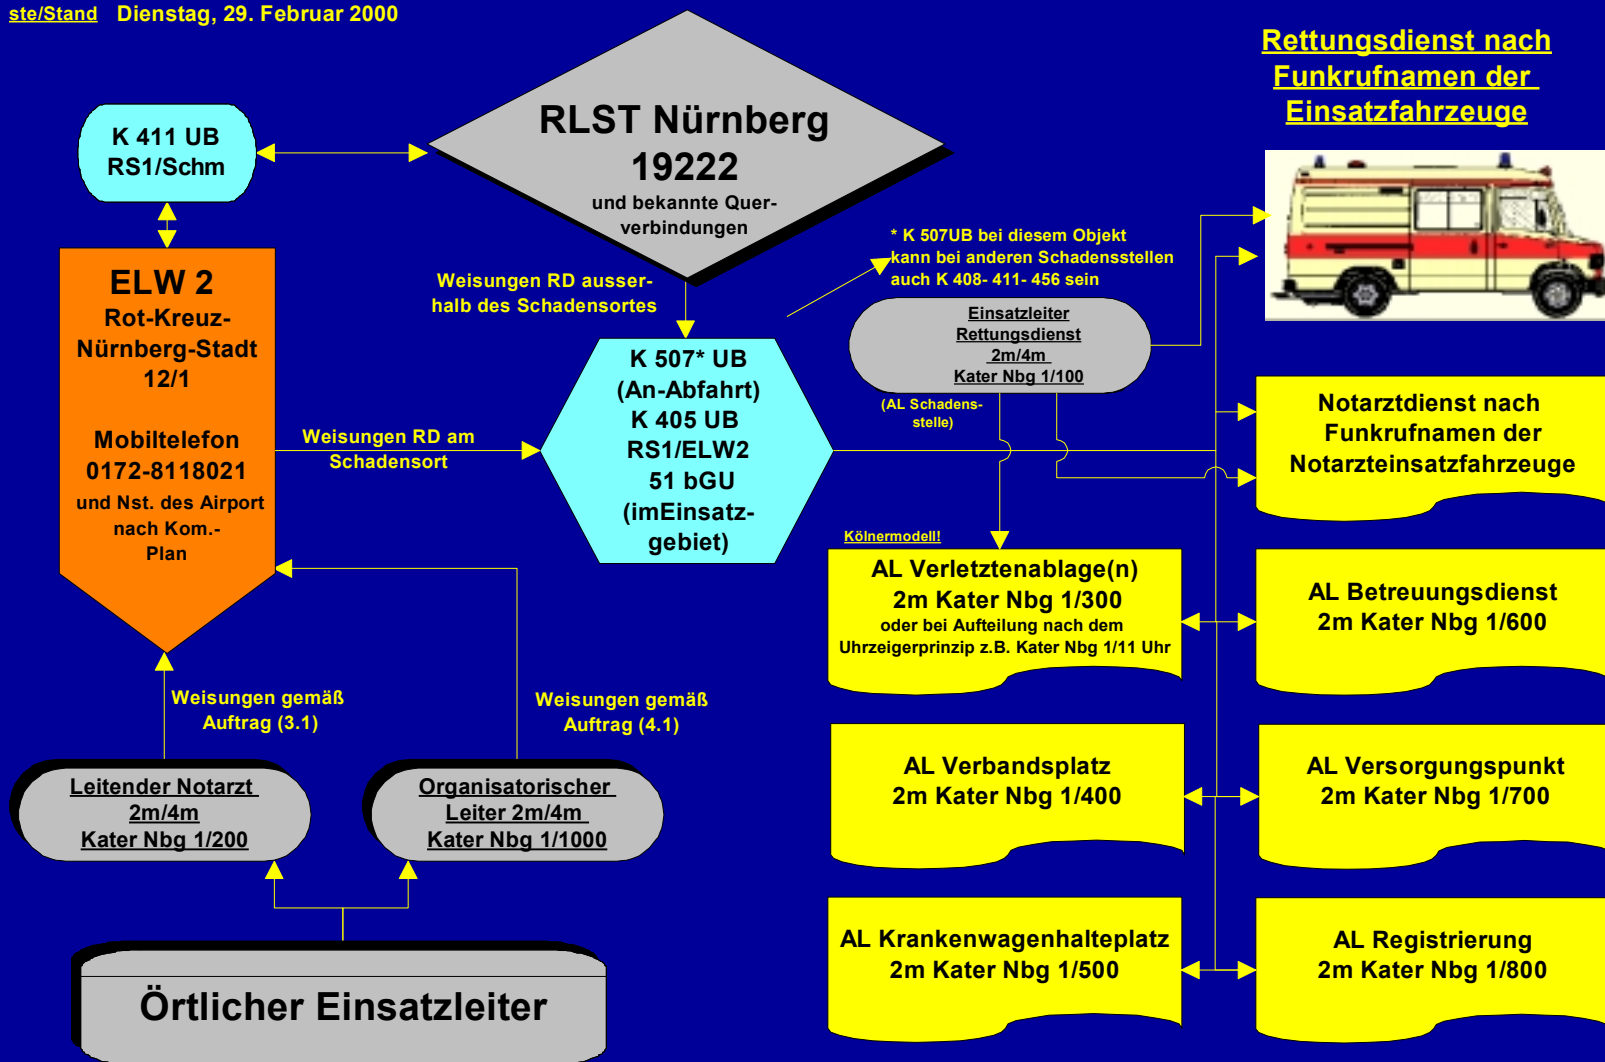 ste/Stand Dienstag, 29. Februar 2000
Rettungsdienst nach
Funkrufnamen der
Einsatzfahrzeuge
K 411 UB
RS1/Schm
RLST Nürnberg
19222
und bekannte Quer-
verbindungen
* K 507UB bei diesem Objekt
kann bei anderen Schadensstellen
auch K 408- 411- 456 sein
Weisungen RD ausser-
halb des Schadensortes
ELW 2
Rot-Kreuz-
Nürnberg-Stadt
12/1
Mobiltelefon
0172-8118021
und Nst. des Airport
nach Kom.-
Plan
Weisungen RD am
Schadensort
K 507* UB
(An-Abfahrt)
K 405 UB
RS1/ELW2
51 bGU
(imEinsatz-
gebiet)
Einsatzleiter
Rettungsdienst
2m/4m
Kater Nbg 1/100
(AL Schadens-
stelle)
Notarztdienst nach
Funkrufnamen der
Notarzteinsatzfahrzeuge
Kölnermodell!
AL Verletztenablage(n)
2m Kater Nbg 1/300
oder bei Aufteilung nach dem
Uhrzeigerprinzip z.B. Kater Nbg 1/11 Uhr
AL Betreuungsdienst
2m Kater Nbg 1/600
Weisungen gemäß
Auftrag (3.1)
Weisungen gemäß
Auftrag (4.1)
AL Verbandsplatz
2m Kater Nbg 1/400
AL Versorgungspunkt
2m Kater Nbg 1/700
Leitender Notarzt
2m/4m
Kater Nbg 1/200
Organisatorischer
Leiter 2m/4m
Kater Nbg 1/1000
AL Krankenwagenhalteplatz
2m Kater Nbg 1/500
AL Registrierung
2m Kater Nbg 1/800
Örtlicher Einsatzleiter